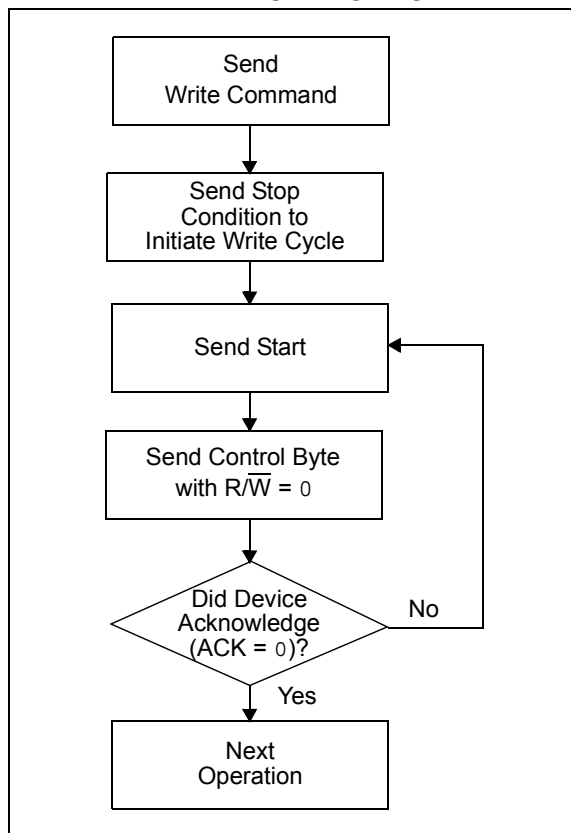 Send
Write Command
Send Stop
Condition to
Initiate Write Cycle
Send Start
Send Control Byte
with R/W̅ = 0
Did Device
Acknowledge
(ACK = 0)?
No
Yes
Next
Operation